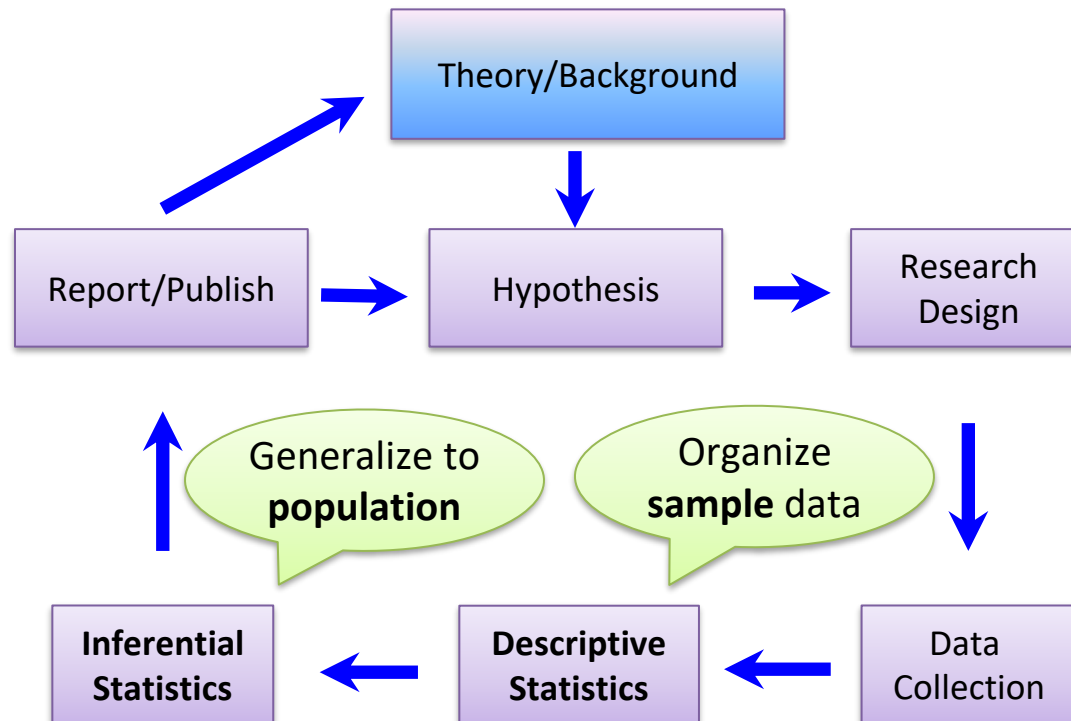 Theory/Background
Report/Publish
Hypothesis
Research
Design
Generalize to
population
Organize
sample data
Inferential
Statistics
Descriptive
Statistics
Data
Collection